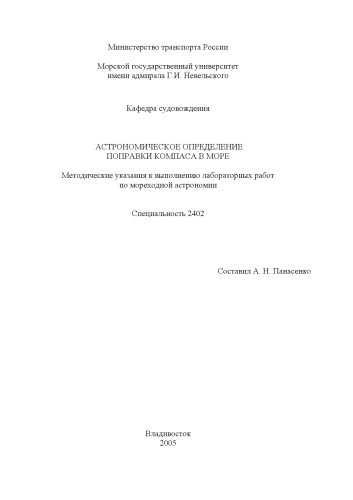 Министерство транспорта России
Морской государственный университет
имени адмирала Г.И. Невельского
Кафедра судовождения
АСТРОНОМИЧЕСКОЕ ОПРЕДЕЛЕНИЕ
ПОПРАВКИ КОМПАСА В МОРЕ
Методические указания к выполнению лабораторных работ
по мореходной астрономии
Специальность 2402
Составил А. Н. Панасенко
Владивосток
2005